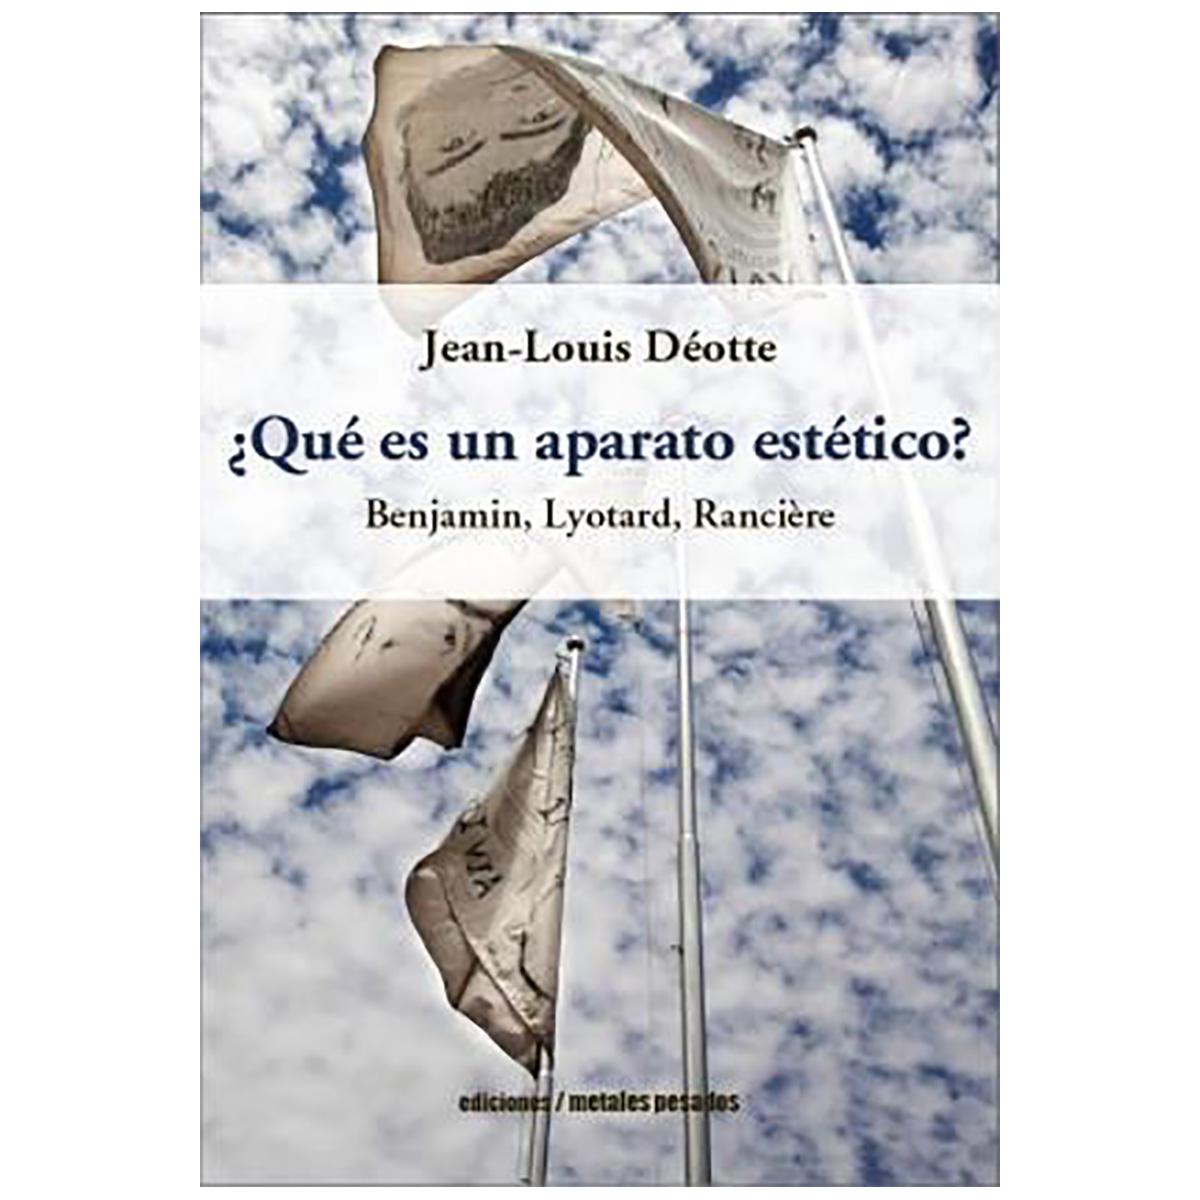 Jean-Louis Déotte
¿Qué es un aparato estético?
Benjamin, Lyotard, Rancière
ediciones / metales pesados